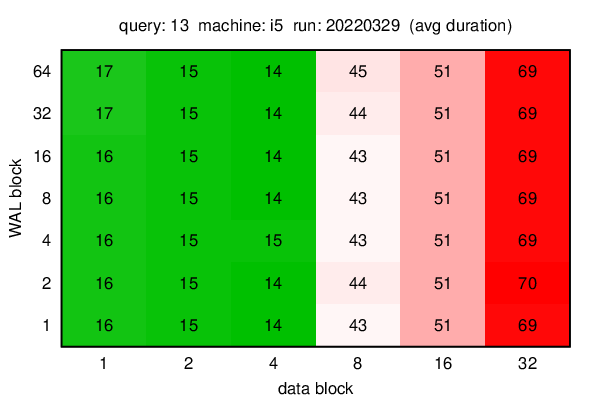 query: 13 machine: i5 run: 20220329 (avg duration)
64 17 15 14 45 51 69
32 17 15 14 44 51 69
16 16 15 14 43 51 69
8 16 15 14 43 51 69
4 16 15 15 43 51 69
2 16 15 14 44 51 70
1 16 15 14 43 51 69
WAL block
1 2 4 8 16 32
data block